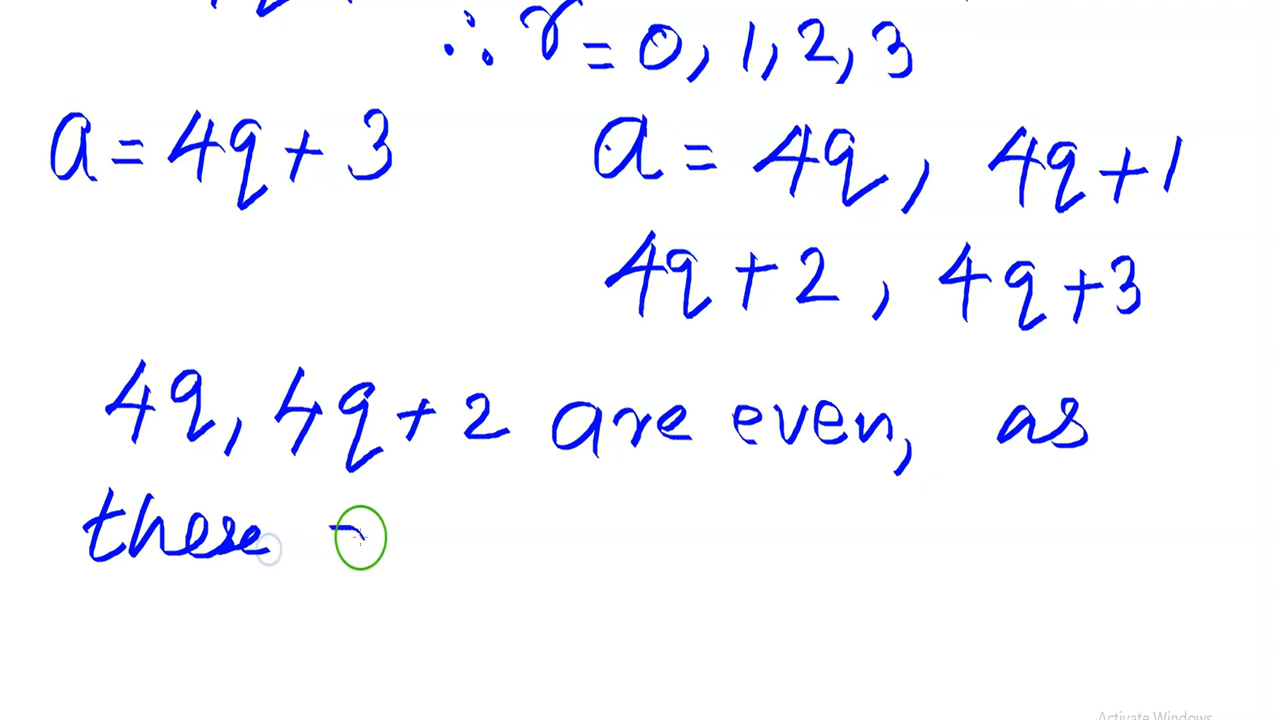 ∴ r = 0, 1, 2, 3
a = 4q + 3 a = 4q, 4q + 1
4q + 2, 4q + 3
4q, 4q + 2 are even, as
these
Activate Windows